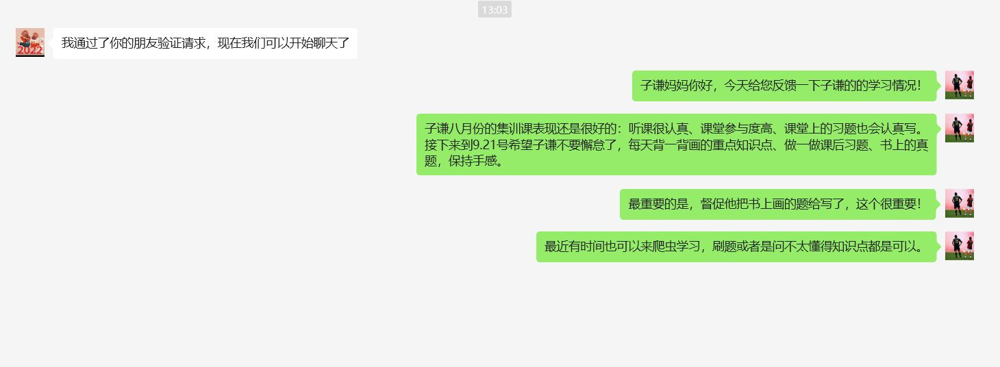 13:03
2022
我通过了你的朋友验证请求，现在我们可以开始聊天了
子谦妈妈你好，今天给您反馈一下子谦的的学习情况！
子谦八月份的集训课表现还是很好的：听课很认真、课堂参与度高、课堂上的习题也会认真写。
接下来到9.21号希望子谦不要懈怠了，每天背一背画的重点知识点、做一做课后习题、书上的真
题，保持手感。
最重要的是，督促他把书上画的题给写了，这个很重要！
最近有时间也可以来爬虫学习，刷题或者是问不太懂得知识点都是可以。